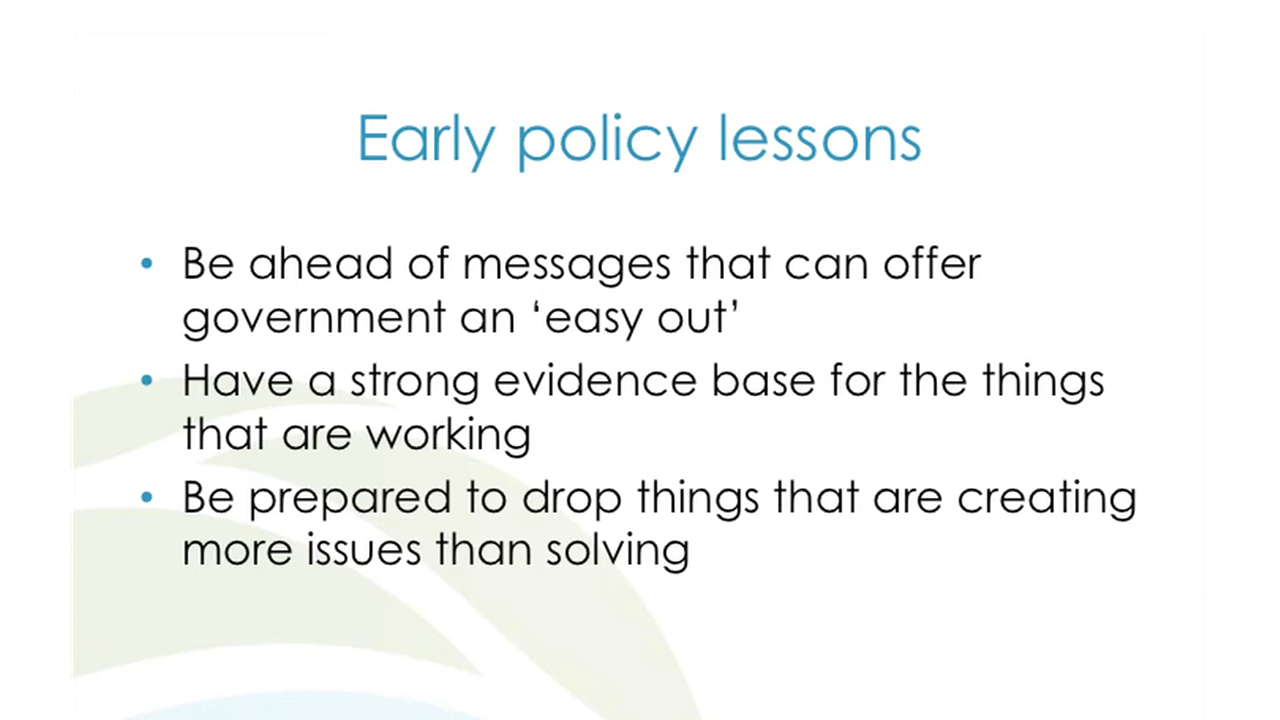 Early policy lessons
• Be ahead of messages that can offer
government an ‘easy out’
• Have a strong evidence base for the things
that are working
• Be prepared to drop things that are creating
more issues than solving